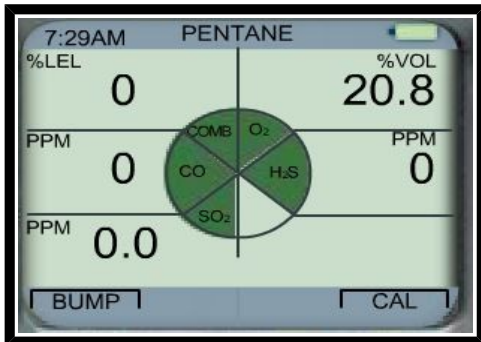 7:29AM PENTANE
%LEL %VOL
0 20.8
COMB O₂
PPM PPM
0 CO H₂S 0
SO₂
PPM 0.0
BUMP CAL